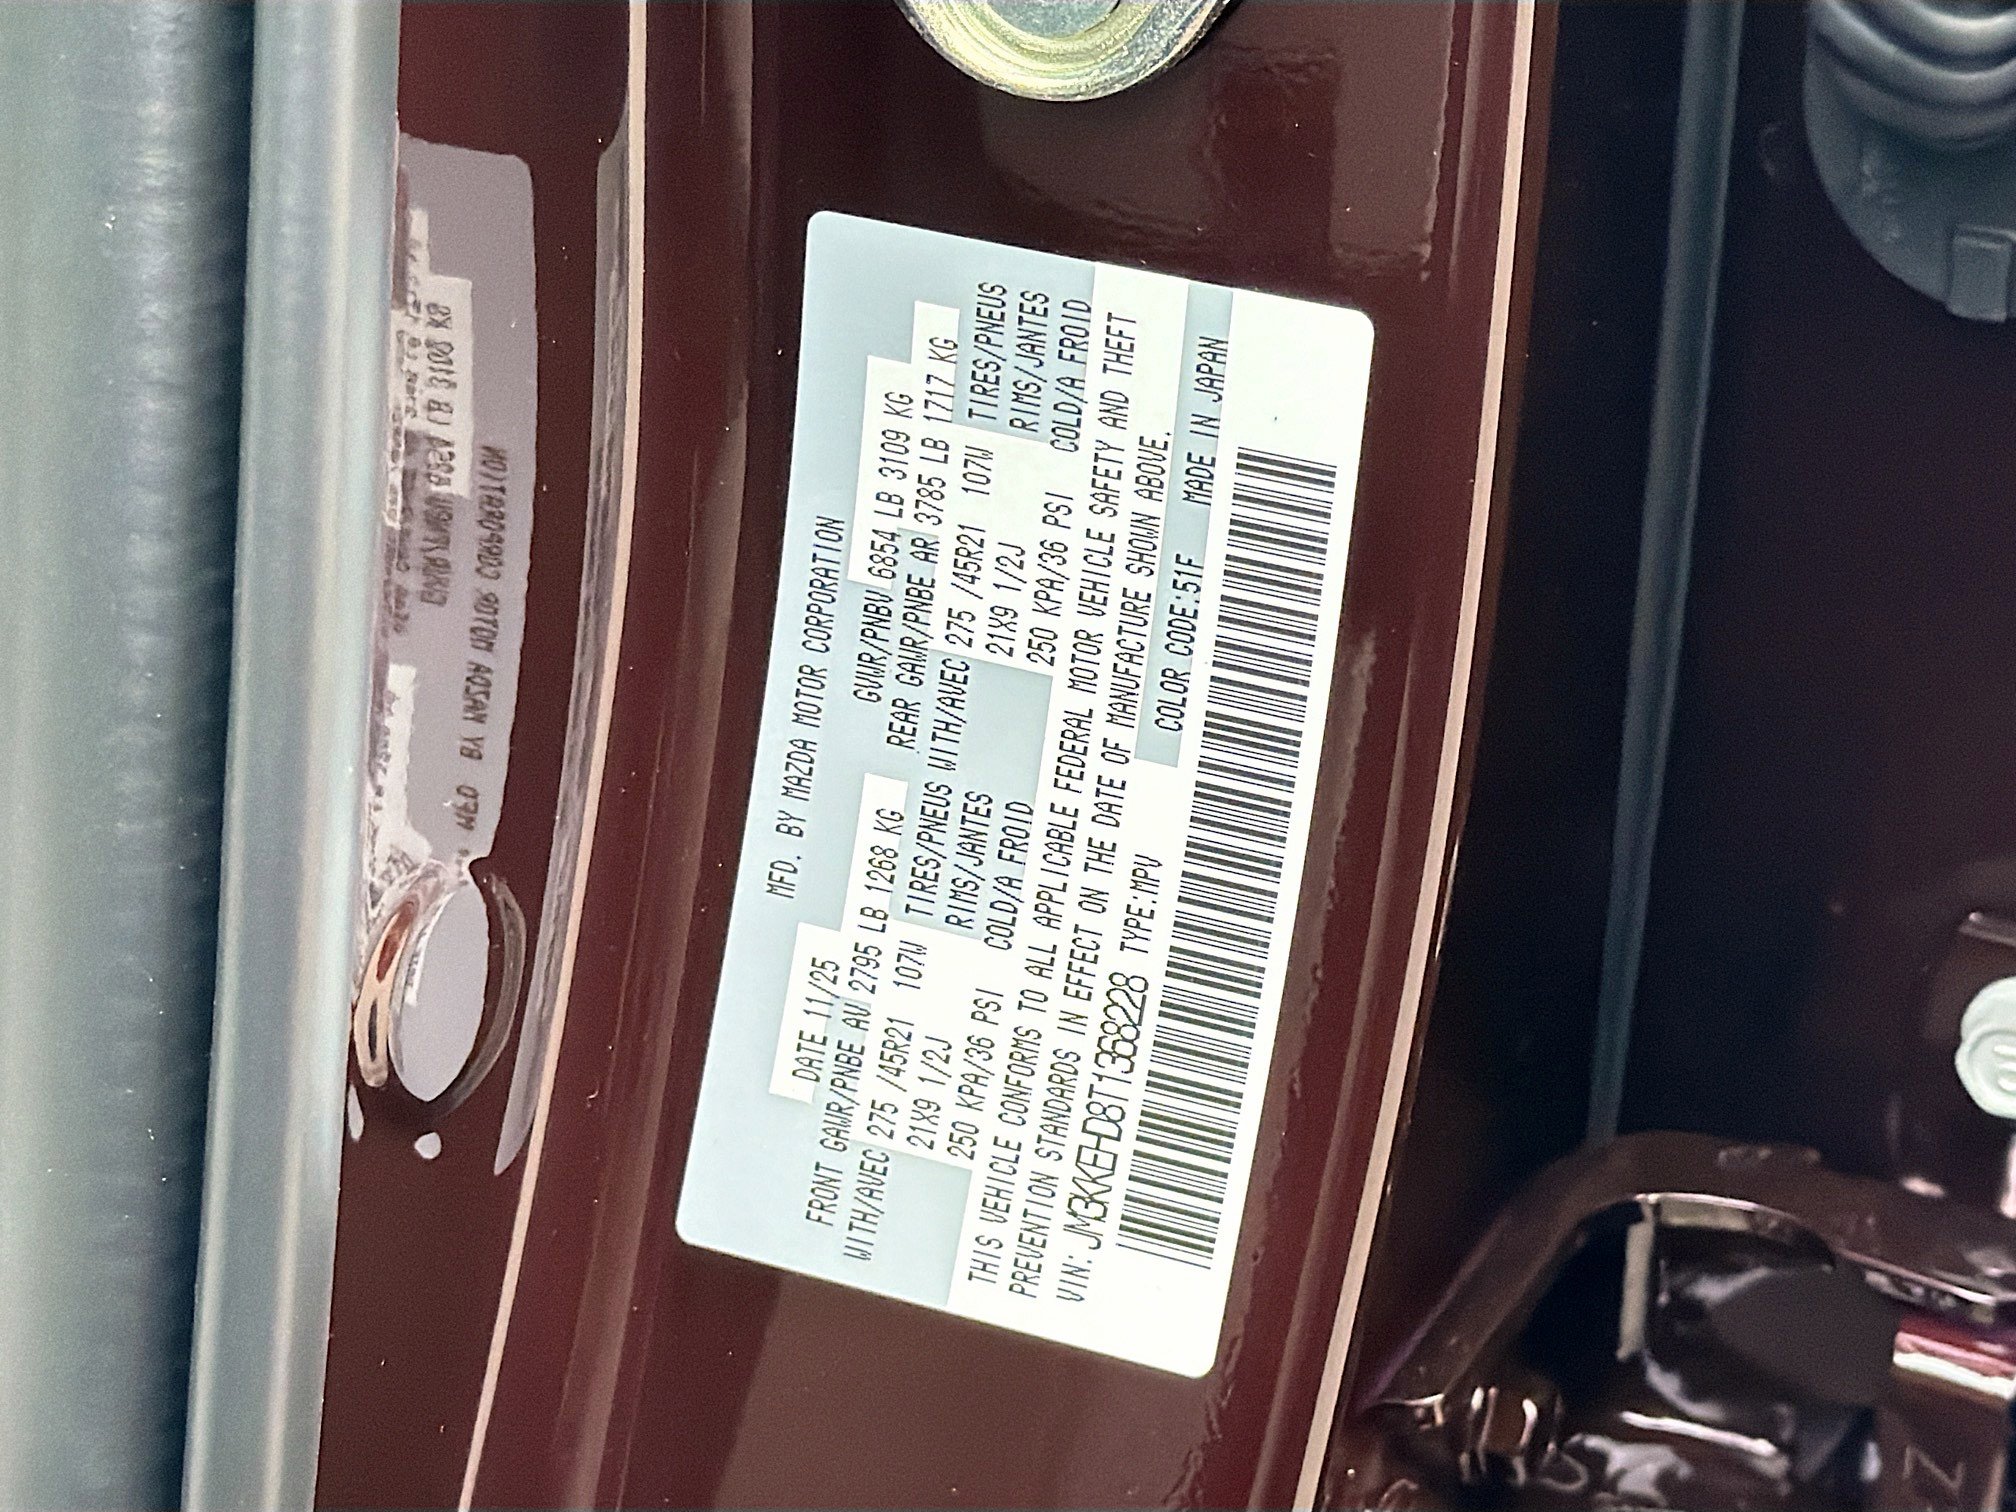 MFD. BY MAZDA MOTOR CORPORATION
DATE 11/25 GVWR/PNBV 6854 LB 3109 KG
FRONT GAWR/PNBE AV 2795 LB 1268 KG REAR GAWR/PNBE AR 3785 LB 1717 KG
WITH/AVEC 275 /45R21 107W TIRES/PNEUS WITH/AVEC 275 /45R21 107W TIRES/PNEUS
21X9 1/2J RIMS/JANTES 21X9 1/2J RIMS/JANTES
250 KPA/36 PSI COLD/A FROID 250 KPA/36 PSI COLD/A FROID
THIS VEHICLE CONFORMS TO ALL APPLICABLE FEDERAL MOTOR VEHICLE SAFETY AND THEFT
PREVENTION STANDARDS IN EFFECT ON THE DATE OF MANUFACTURE SHOWN ABOVE.
VIN: JM3KKEHD8T1368228 TYPE:MPV COLOR CODE:51F MADE IN JAPAN